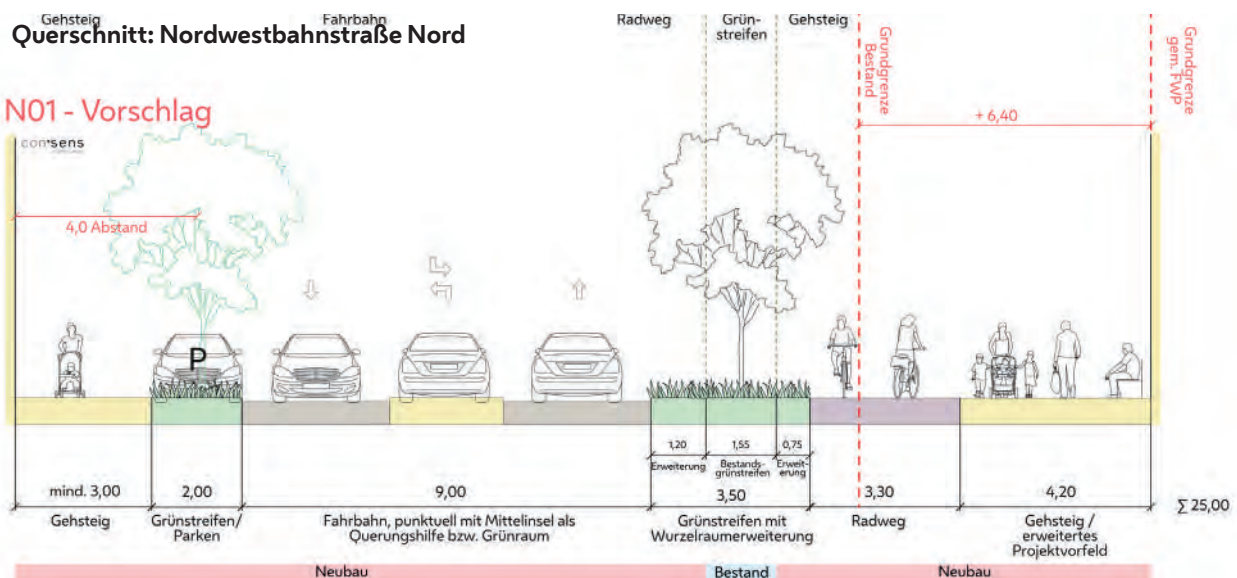 Gehsteig Fahrbahn Radweg Grün-
streifen Gehsteig
Querschnitt: Nordwestbahnstraße Nord
Grundgrenze
Bestand
Grundgrenze
gem. FWP
N01 - Vorschlag
+ 6,40
con•sens
4,0 Abstand
P
1,20 1,55 0,75
Erweiterung Bestands-
grünstreifen Erweit-
erung
mind. 3,00 2,00 9,00 3,50 3,30 4,20 ∑ 25,00
Gehsteig
Grünstreifen/
Parken
Fahrbahn, punktuell mit Mittelinsel als
Querungshilfe bzw. Grünraum
Grünstreifen mit
Wurzelraumerweiterung
Radweg
Gehsteig /
erweitertes
Projektvorfeld
Neubau Bestand Neubau